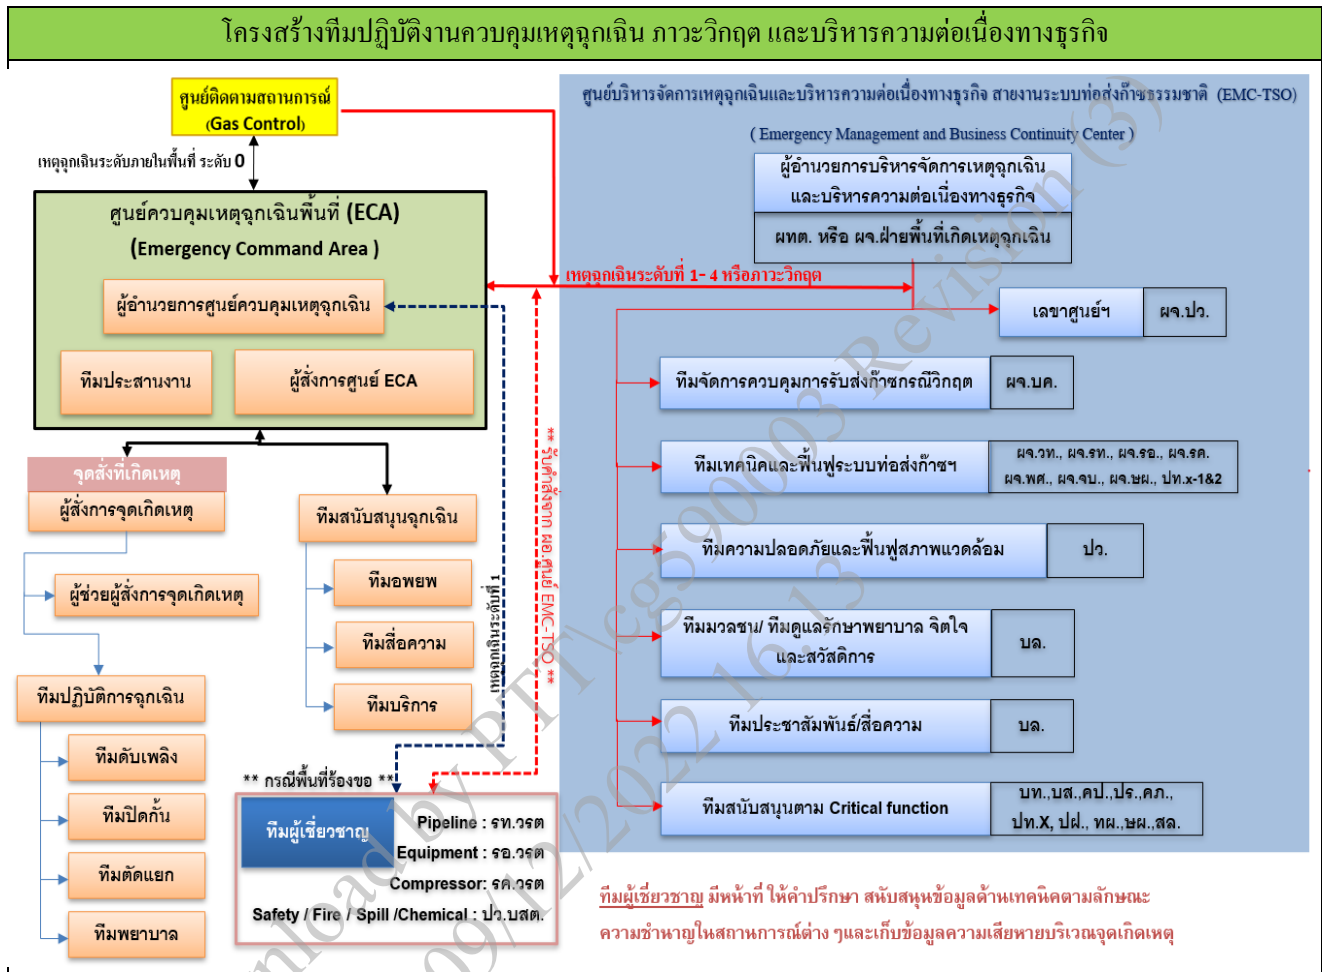 โครงสร้างทีมปฏิบัติงานควบคุมเหตุฉุกเฉิน ภาวะวิกฤต และบริหารความต่อเนื่องทางธุรกิจ
ศูนย์ติดตามสถานการณ์
(Gas Control)
เหตุฉุกเฉินระดับภายในพื้นที่ ระดับ 0
ศูนย์ควบคุมเหตุฉุกเฉินพื้นที่ (ECA)
(Emergency Command Area )
ผู้อำนวยการศูนย์ควบคุมเหตุฉุกเฉิน
ทีมประสานงาน
ผู้สั่งการศูนย์ ECA
จุดสั่งที่เกิดเหตุ
ผู้สั่งการจุดเกิดเหตุ
ผู้ช่วยผู้สั่งการจุดเกิดเหตุ
ทีมปฏิบัติการฉุกเฉิน
ทีมดับเพลิง
ทีมปิดกั้น
ทีมตัดแยก
ทีมพยาบาล
ทีมสนับสนุนฉุกเฉิน
ทีมอพยพ
ทีมสื่อความ
ทีมบริการ
เหตุฉุกเฉินระดับที่ 1
** รับคำสั่งจาก ผอ.ศูนย์ EMC-TSO **
** กรณีพื้นที่ร้องขอ **
ทีมผู้เชี่ยวชาญ
Pipeline : รท.วรต
Equipment : รอ.วรต
Compressor: รค.วรต
Safety / Fire / Spill /Chemical : ปว.บสต.
ศูนย์บริหารจัดการเหตุฉุกเฉินและบริหารความต่อเนื่องทางธุรกิจ สายงานระบบท่อส่งก๊าซธรรมชาติ (EMC-TSO)
( Emergency Management and Business Continuity Center )
ผู้อำนวยการบริหารจัดการเหตุฉุกเฉิน
และบริหารความต่อเนื่องทางธุรกิจ
ผทต. หรือ ผจ.ฝ่ายพื้นที่เกิดเหตุฉุกเฉิน
เหตุฉุกเฉินระดับที่ 1- 4 หรือภาวะวิกฤต
เลขาศูนย์ฯ
ผจ.ปว.
ทีมจัดการควบคุมการรับส่งก๊าซกรณีวิกฤต
ผจ.บค.
ทีมเทคนิคและฟื้นฟูระบบท่อส่งก๊าซฯ
ผจ.วท., ผจ.รท., ผจ.รอ., ผจ.รค.
ผจ.พศ., ผจ.จบ., ผจ.ษผ., ปท.x-1&2
ทีมความปลอดภัยและฟื้นฟูสภาพแวดล้อม
ปว.
ทีมมวลชน/ ทีมดูแลรักษาพยาบาล จิตใจ
และสวัสดิการ
บล.
ทีมประชาสัมพันธ์/สื่อความ
บล.
ทีมสนับสนุนตาม Critical function
บท.,บส.,คป.,ปร.,คภ.,
ปท.X, ปฝ., ทผ.,ษผ.,สล.
ทีมผู้เชี่ยวชาญ มีหน้าที่ ให้คำปรึกษา สนับสนุนข้อมูลด้านเทคนิคตามลักษณะ
ความชำนาญในสถานการณ์ต่าง ๆและเก็บข้อมูลความเสียหายบริเวณจุดเกิดเหตุ
nload by PTT\cg59003 Revision (3)
09/12/2022 16.13